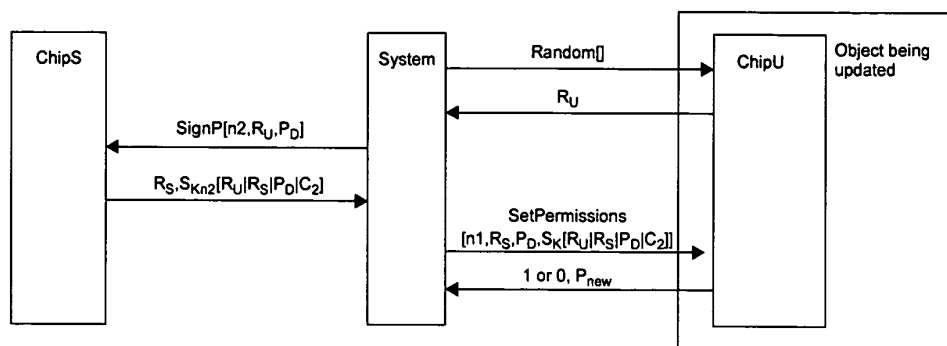 ChipS
System
Random[]
ChipU
Object being
updated
R_U
SignP[n2,R_U,P_D]
R_S,S_Kn2[R_U|R_S|P_D|C_2]
SetPermissions
[n1,R_S,P_D,S_K[R_U|R_S|P_D|C_2]]
1 or 0, P_new